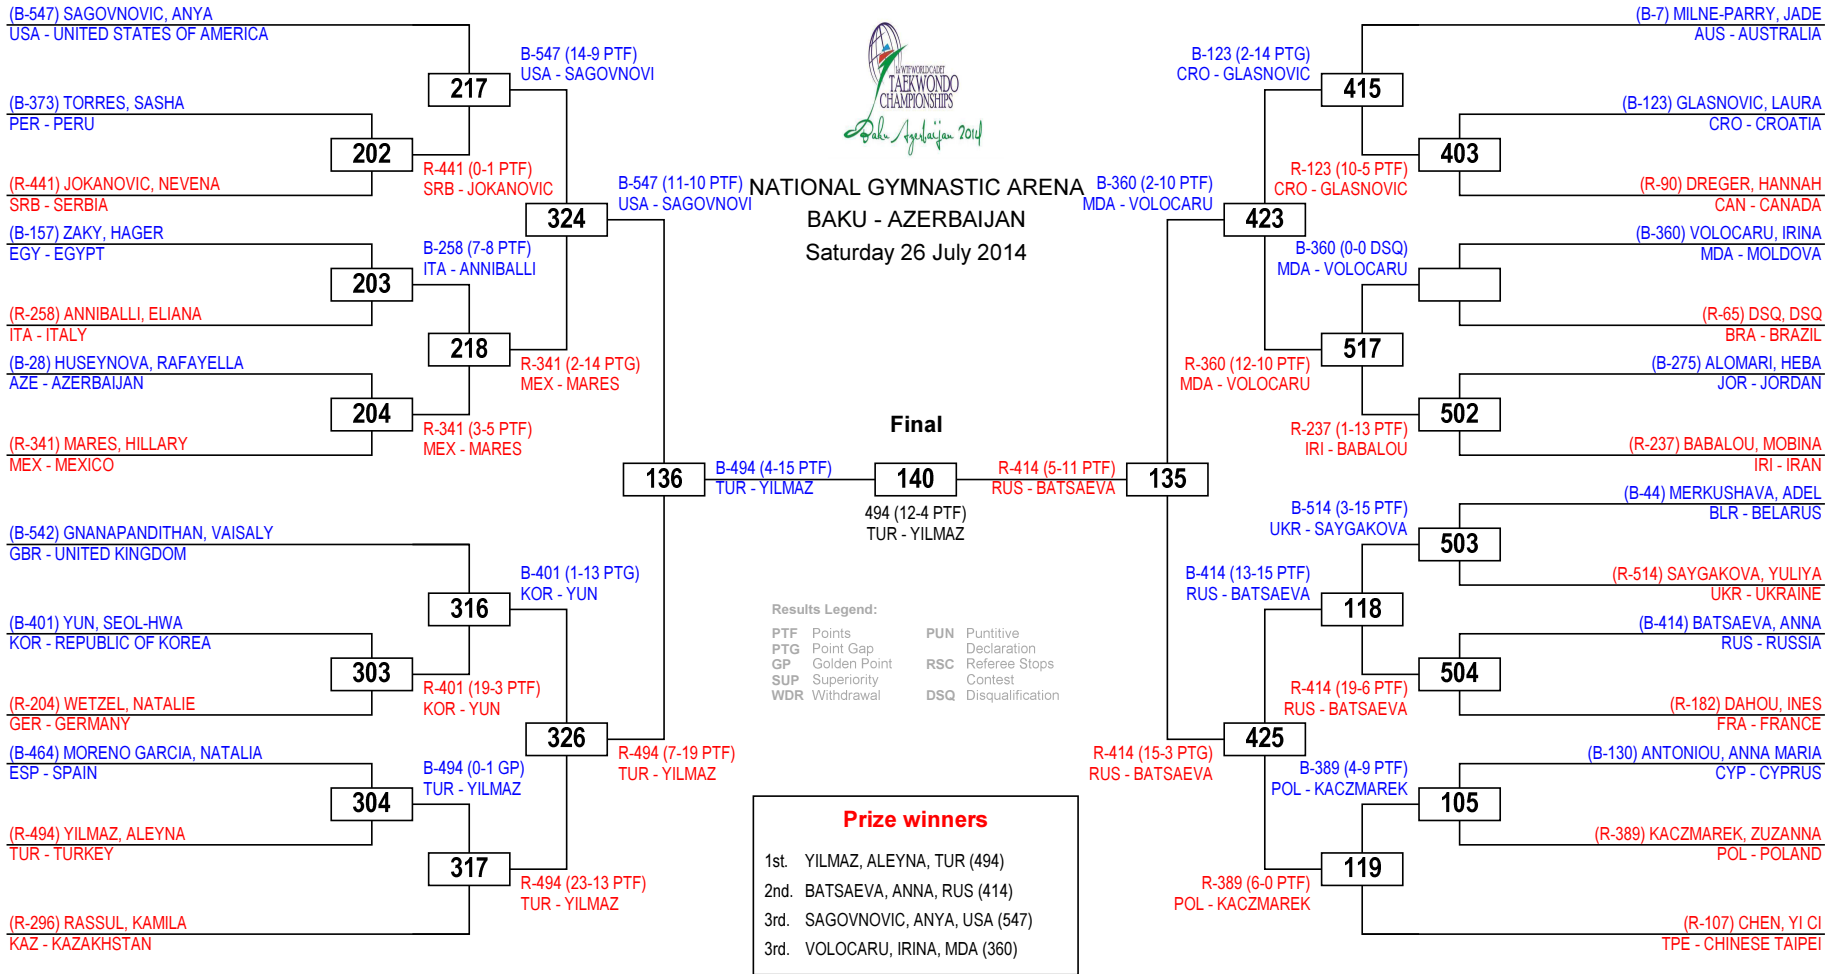 (B-547) SAGOVNOVIC, ANYA
USA - UNITED STATES OF AMERICA
(B-373) TORRES, SASHA
PER - PERU
(R-441) JOKANOVIC, NEVENA
SRB - SERBIA
(B-157) ZAKY, HAGER
EGY - EGYPT
(R-258) ANNIBALLI, ELIANA
ITA - ITALY
(B-28) HUSEYNOVA, RAFAYELLA
AZE - AZERBAIJAN
(R-341) MARES, HILLARY
MEX - MEXICO
(B-542) GNANAPANDITHAN, VAISALY
GBR - UNITED KINGDOM
(B-401) YUN, SEOL-HWA
KOR - REPUBLIC OF KOREA
(R-204) WETZEL, NATALIE
GER - GERMANY
(B-464) MORENO GARCIA, NATALIA
ESP - SPAIN
(R-494) YILMAZ, ALEYNA
TUR - TURKEY
(R-296) RASSUL, KAMILA
KAZ - KAZAKHSTAN
202
203
204
303
304
R-441 (0-1 PTF)
SRB - JOKANOVIC
B-258 (7-8 PTF)
ITA - ANNIBALLI
R-341 (3-5 PTF)
MEX - MARES
R-401 (19-3 PTF)
KOR - YUN
B-494 (0-1 GP)
TUR - YILMAZ
217
218
316
317
B-547 (14-9 PTF)
USA - SAGOVNOVI
R-341 (2-14 PTG)
MEX - MARES
B-401 (1-13 PTG)
KOR - YUN
R-494 (23-13 PTF)
TUR - YILMAZ
324
326
B-547 (11-10 PTF)
USA - SAGOVNOVI
R-494 (7-19 PTF)
TUR - YILMAZ
136
B-494 (4-15 PTF)
TUR - YILMAZ
1st WTF WORLD CADET
TAEKWONDO
CHAMPIONSHIPS
Baku Azerbaijan 2014
NATIONAL GYMNASTIC ARENA
BAKU - AZERBAIJAN
Saturday 26 July 2014
Final
140
494 (12-4 PTF)
TUR - YILMAZ
Results Legend:
PTF Points
PTG Point Gap
GP Golden Point
SUP Superiority
WDR Withdrawal
PUN Puntitive
Declaration
RSC Referee Stops
Contest
DSQ Disqualification
Prize winners
1st. YILMAZ, ALEYNA, TUR (494)
2nd. BATSAEVA, ANNA, RUS (414)
3rd. SAGOVNOVIC, ANYA, USA (547)
3rd. VOLOCARU, IRINA, MDA (360)
R-414 (5-11 PTF)
RUS - BATSAEVA
135
B-360 (2-10 PTF)
MDA - VOLOCARU
R-414 (15-3 PTG)
RUS - BATSAEVA
423
425
B-123 (2-14 PTG)
CRO - GLASNOVIC
R-360 (12-10 PTF)
MDA - VOLOCARU
B-414 (13-15 PTF)
RUS - BATSAEVA
R-389 (6-0 PTF)
POL - KACZMAREK
415
517
118
119
R-123 (10-5 PTF)
CRO - GLASNOVIC
B-360 (0-0 DSQ)
MDA - VOLOCARU
R-237 (1-13 PTF)
IRI - BABALOU
B-514 (3-15 PTF)
UKR - SAYGAKOVA
R-414 (19-6 PTF)
RUS - BATSAEVA
B-389 (4-9 PTF)
POL - KACZMAREK
403
502
503
504
105
(B-7) MILNE-PARRY, JADE
AUS - AUSTRALIA
(B-123) GLASNOVIC, LAURA
CRO - CROATIA
(R-90) DREGER, HANNAH
CAN - CANADA
(B-360) VOLOCARU, IRINA
MDA - MOLDOVA
(R-65) DSQ, DSQ
BRA - BRAZIL
(B-275) ALOMARI, HEBA
JOR - JORDAN
(R-237) BABALOU, MOBINA
IRI - IRAN
(B-44) MERKUSHAVA, ADEL
BLR - BELARUS
(R-514) SAYGAKOVA, YULIYA
UKR - UKRAINE
(B-414) BATSAEVA, ANNA
RUS - RUSSIA
(R-182) DAHOU, INES
FRA - FRANCE
(B-130) ANTONIOU, ANNA MARIA
CYP - CYPRUS
(R-389) KACZMAREK, ZUZANNA
POL - POLAND
(R-107) CHEN, YI CI
TPE - CHINESE TAIPEI